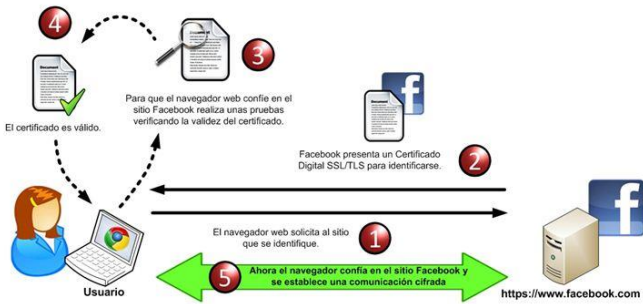 4
3
Document
Para que el navegador web confíe en el
sitio Facebook realiza unas pruebas
verificando la validez del certificado.
Document
El certificado es válido.
f
Document
Facebook presenta un Certificado
Digital SSL/TLS para identificarse.
2
f
El navegador web solicita al sitio
que se identifique.
1
5
Ahora el navegador confía en el sitio Facebook y
se establece una comunicación cifrada
Usuario
https://www.facebook.com